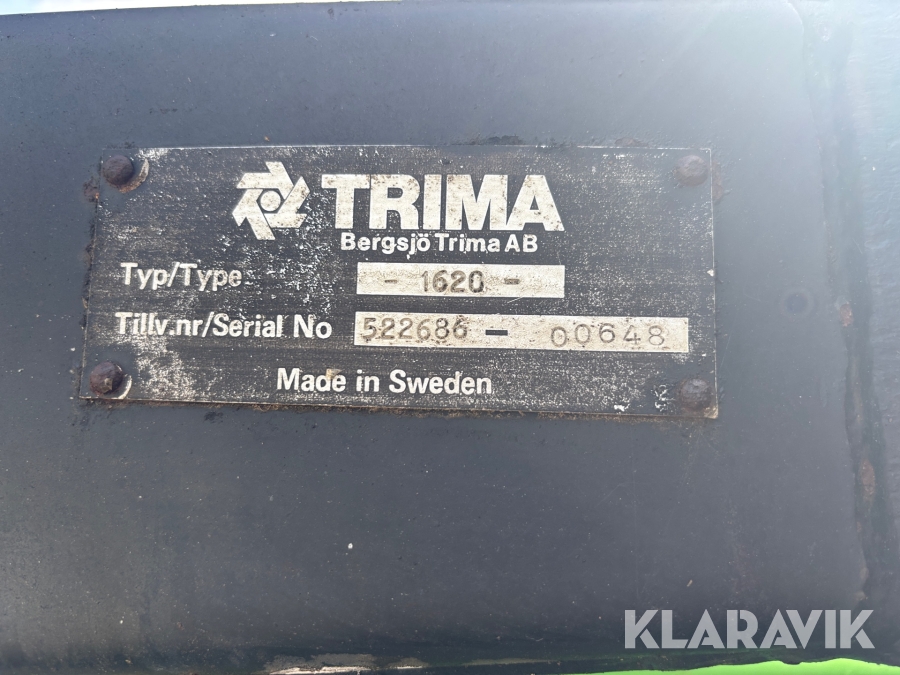 TRIMA
Bergsjö Trima AB
Typ/Type - 1620 -
Tillv.nr/Serial No 522686 - 00648
Made in Sweden
KLARAVIK